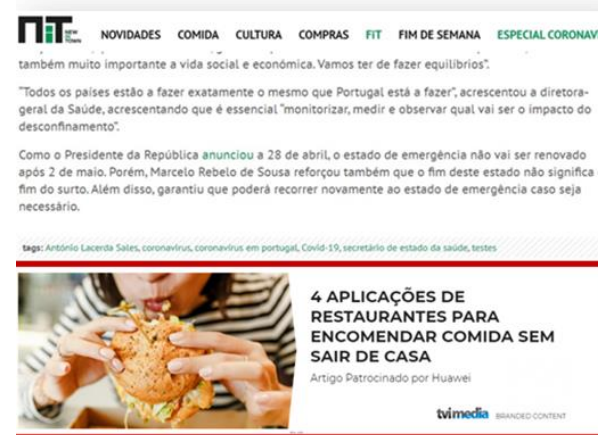 NiT NEW IN TOWN NOVIDADES COMIDA CULTURA COMPRAS FiT FIM DE SEMANA ESPECIAL CORONAVÍ
também muito importante a vida social e económica. Vamos ter de fazer equilíbrios”.
“Todos os países estão a fazer exatamente o mesmo que Portugal está a fazer”, acrescentou a diretora-
geral da Saúde, acrescentando que é essencial “monitorizar, medir e observar qual vai ser o impacto do
desconfinamento”.
Como o Presidente da República anunciou a 28 de abril, o estado de emergência não vai ser renovado
após 2 de maio. Porém, Marcelo Rebelo de Sousa reforçou também que o fim deste estado não significa
fim do surto. Além disso, garantiu que poderá recorrer novamente ao estado de emergência caso seja
necessário.
tags: António Lacerda Sales, coronavirus, coronavirus em portugal, Covid-19, secretário de estado da saúde, testes
4 APLICAÇÕES DE
RESTAURANTES PARA
ENCOMENDAR COMIDA SEM
SAIR DE CASA
Artigo Patrocinado por Huawei
tvimedia BRANDED CONTENT